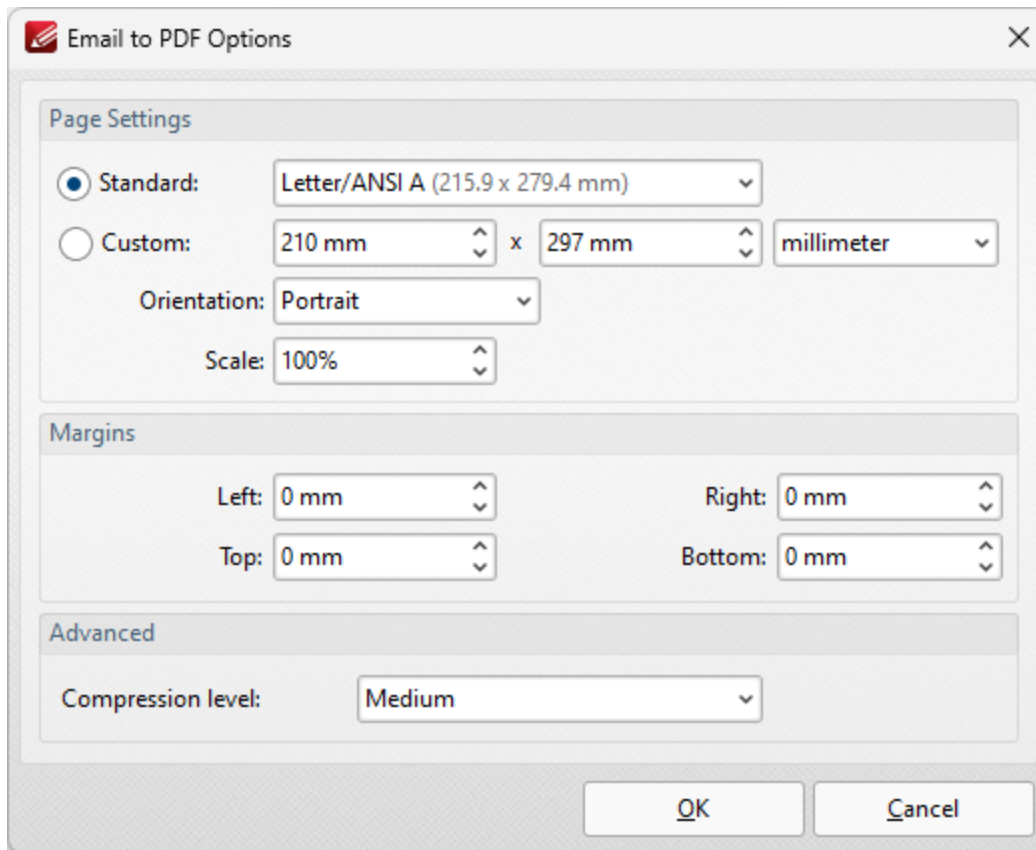 Email to PDF Options
Page Settings
Standard: Letter/ANSI A (215.9 x 279.4 mm)
Custom: 210 mm x 297 mm millimeter
Orientation: Portrait
Scale: 100%
Margins
Left: 0 mm Right: 0 mm
Top: 0 mm Bottom: 0 mm
Advanced
Compression level: Medium
OK Cancel